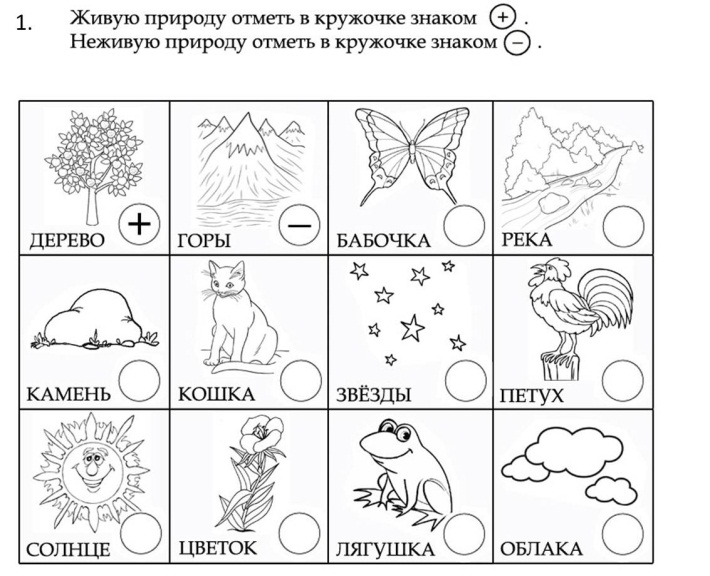 1. Живую природу отметь в кружочке знаком (+) .
Неживую природу отметь в кружочке знаком (−) .
ДЕРЕВО + ГОРЫ − БАБОЧКА РЕКА
КАМЕНЬ КОШКА ЗВЁЗДЫ ПЕТУХ
СОЛНЦЕ ЦВЕТОК ЛЯГУШКА ОБЛАКА